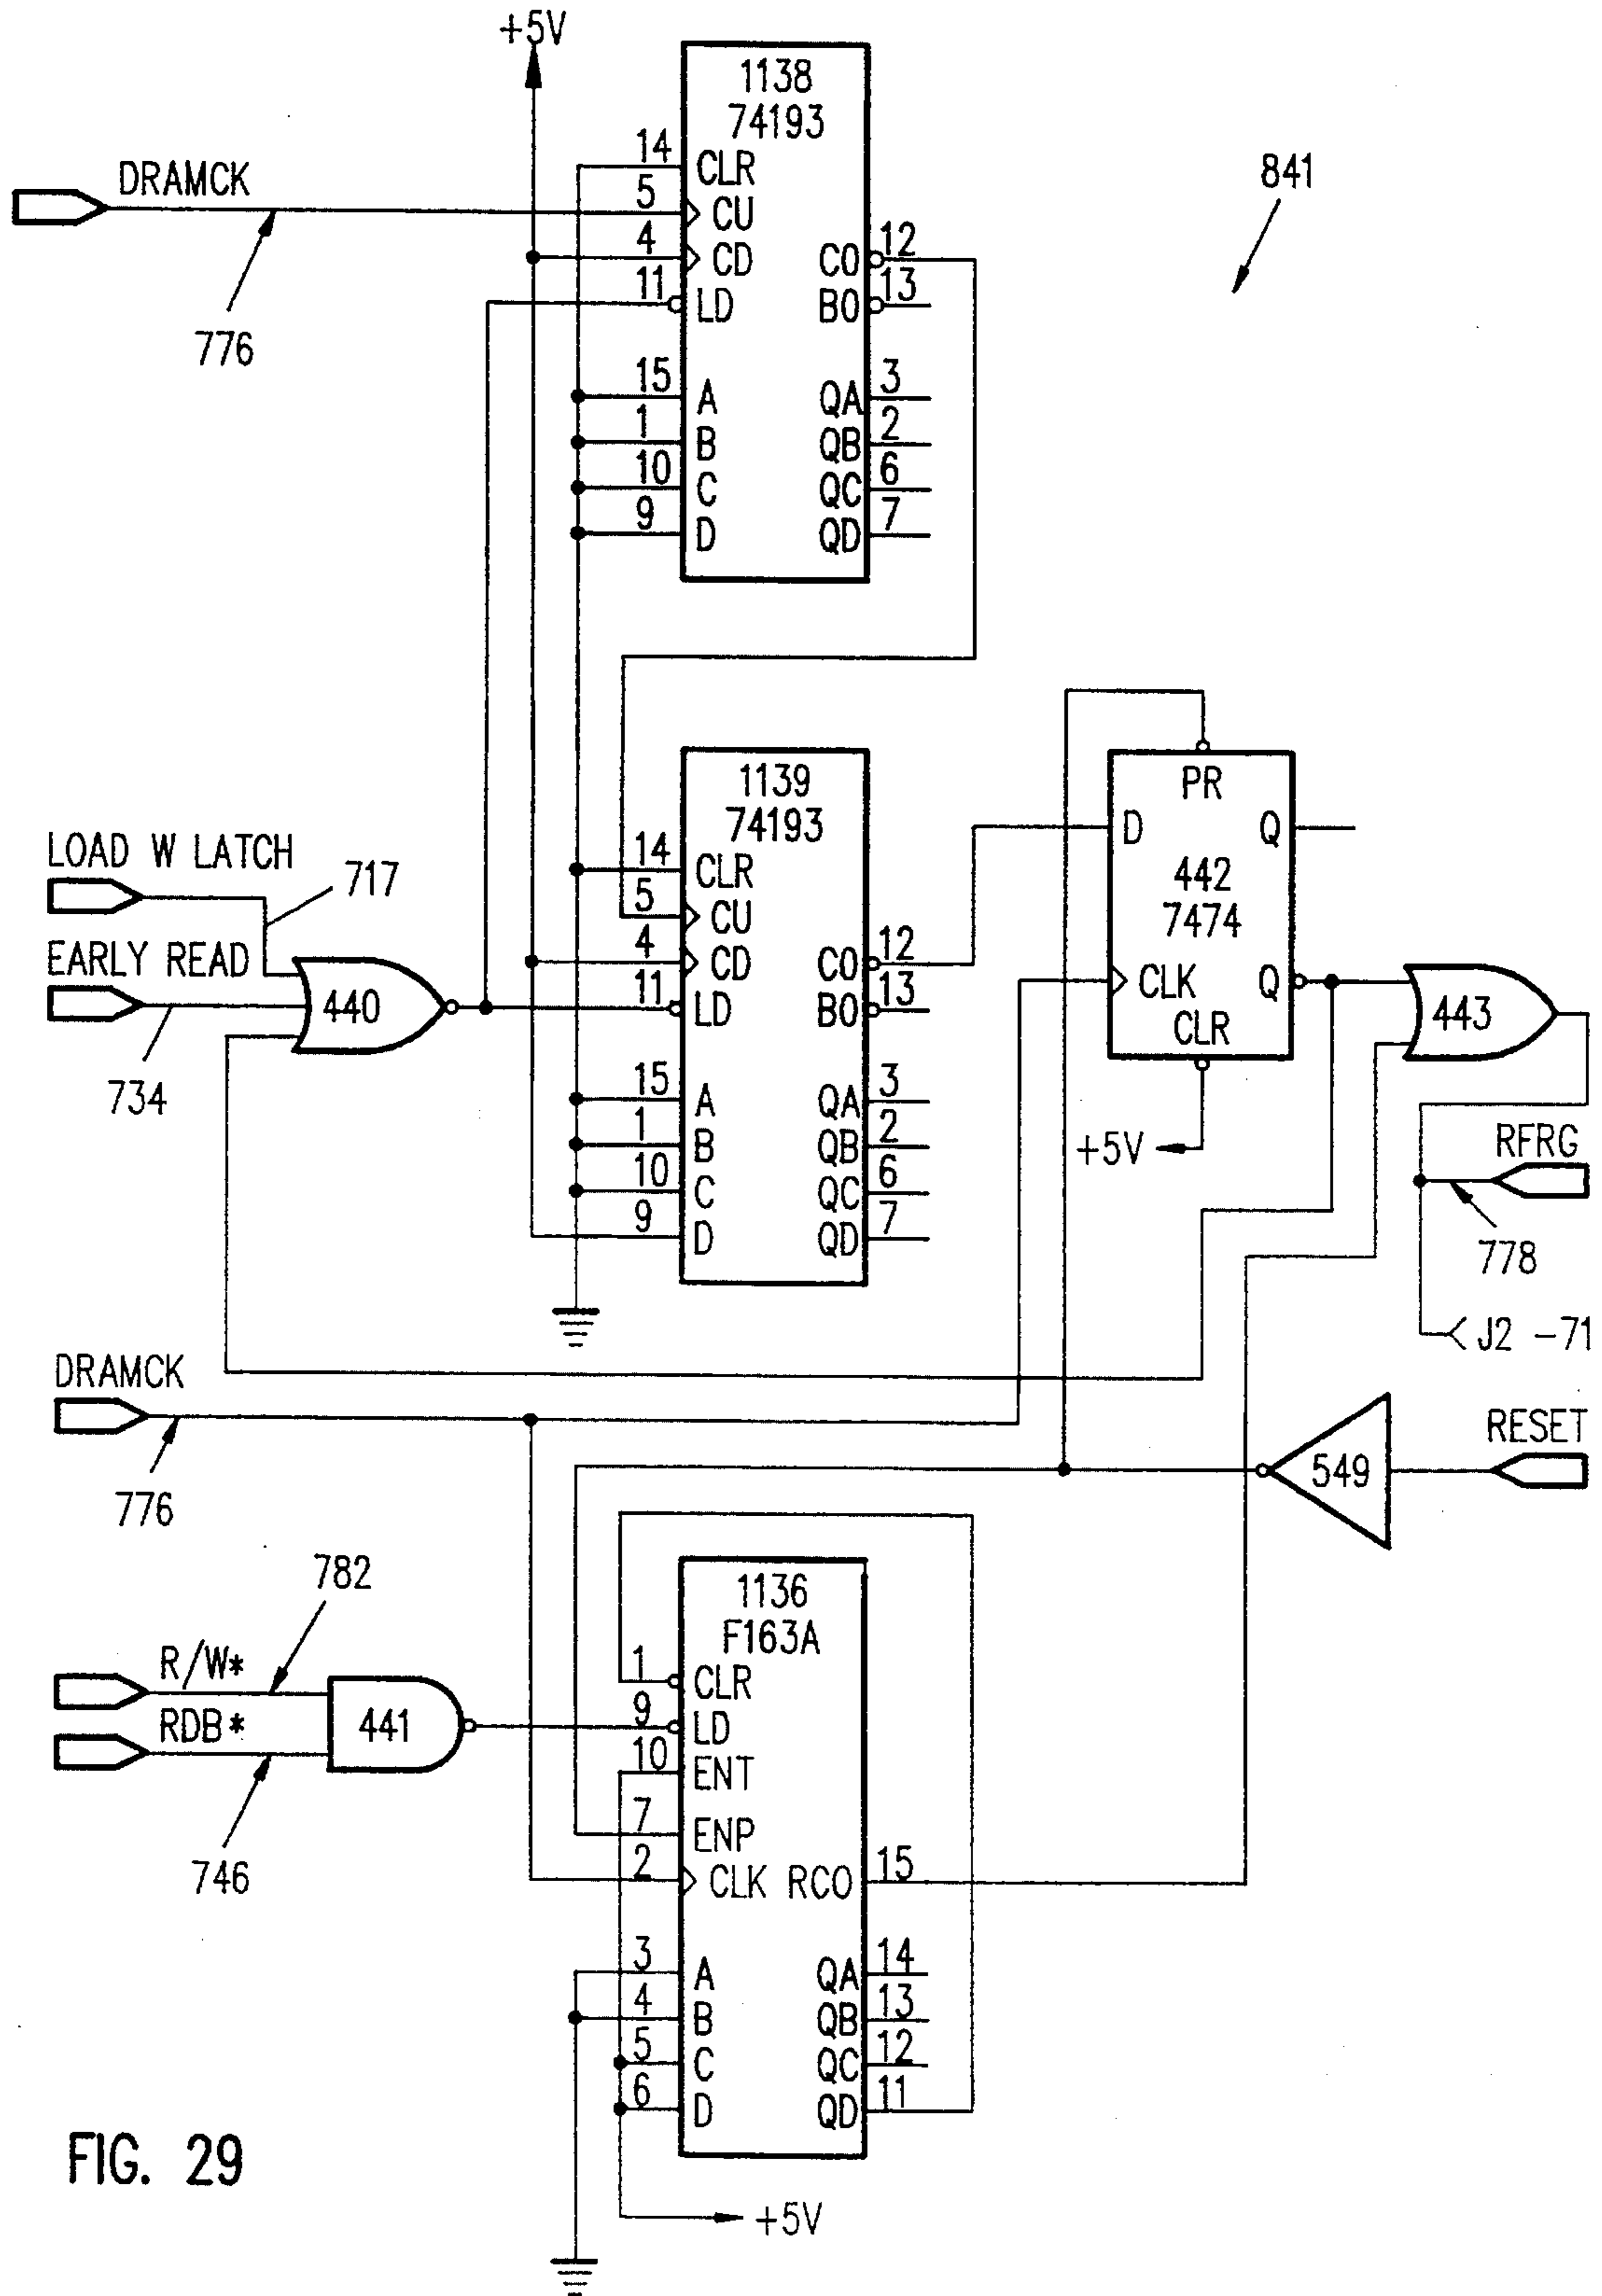 +5V
1138
74193
14 CLR
5 CU
4 CD
11 LD
CO 12
BO 13
15 A
1 B
10 C
9 D
QA 3
QB 2
QC 6
QD 7
DRAMCK
776
841
1139
74193
14 CLR
5 CU
4 CD
11 LD
CO 12
BO 13
15 A
1 B
10 C
9 D
QA 3
QB 2
QC 6
QD 7
LOAD W LATCH
717
EARLY READ
734
440
PR
D Q
442
7474
CLK Q
CLR
+5V
443
RFRG
778
J2 -71
DRAMCK
776
RESET
549
782
R/W*
RDB*
746
441
1136
F163A
1 CLR
9 LD
10 ENT
7 ENP
2 CLK RCO 15
3 A
4 B
5 C
6 D
QA 14
QB 13
QC 12
QD 11
+5V
FIG. 29